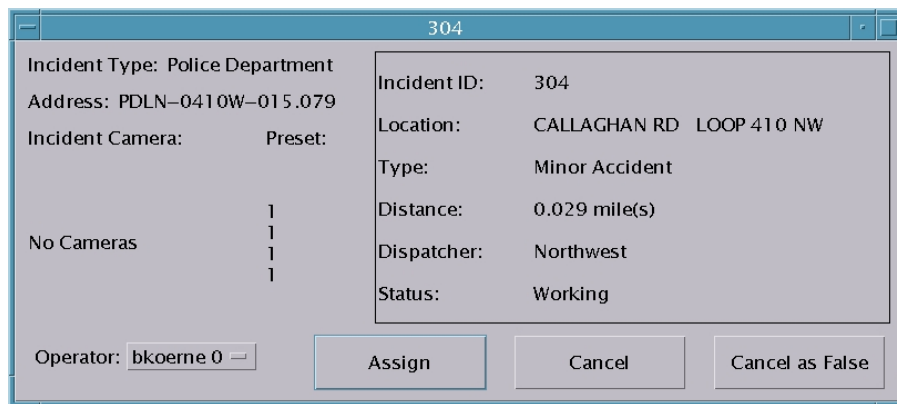 304
Incident Type: Police Department
Address: PDLN-0410W-015.079
Incident Camera: Preset:
No Cameras
1
1
1
1
Incident ID: 304
Location: CALLAGHAN RD LOOP 410 NW
Type: Minor Accident
Distance: 0.029 mile(s)
Dispatcher: Northwest
Status: Working
Operator: bkoerne 0
Assign
Cancel
Cancel as False